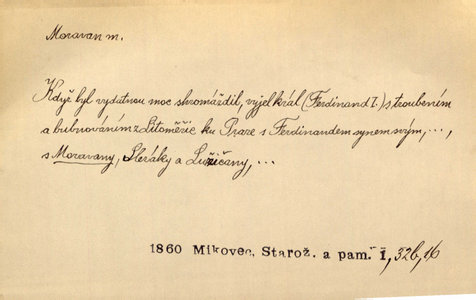 Moravan m.
Když byl vydatnou moc shromáždil, vyjel král (Ferdinand I.) s troubením
a bubnováním z Litoměřic ku Praze s Ferdinandem synem svým, ...,
s Moravany, Slezáky a Lužičany, ...
1860 Mikovec, Starož. a pam. I, 326, 16